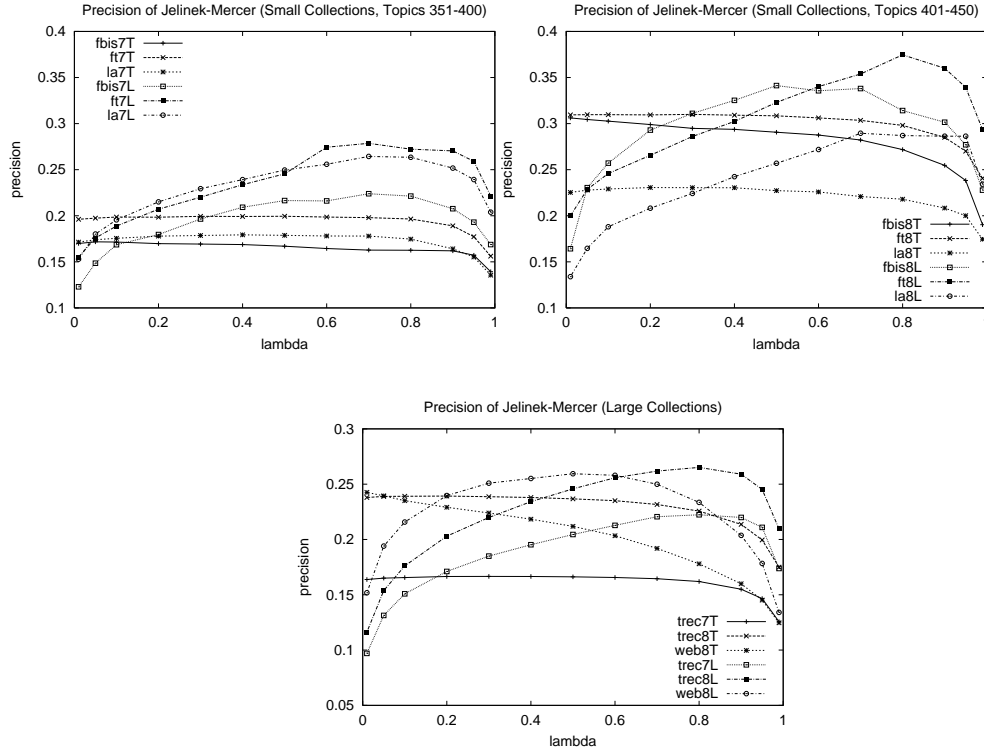 Precision of Jelinek-Mercer (Small Collections, Topics 351-400)
0.4
0.35
0.3
0.25
0.2
0.15
0.1
precision
fbis7T
ft7T
la7T
fbis7L
ft7L
la7L
0 0.2 0.4 0.6 0.8 1
lambda
Precision of Jelinek-Mercer (Small Collections, Topics 401-450)
0.4
0.35
0.3
0.25
0.2
0.15
0.1
precision
fbis8T
ft8T
la8T
fbis8L
ft8L
la8L
0 0.2 0.4 0.6 0.8
lambda
Precision of Jelinek-Mercer (Large Collections)
0.3
0.25
0.2
0.15
0.1
0.05
precision
trec7T
trec8T
web8T
trec7L
trec8L
web8L
0 0.2 0.4 0.6 0.8 1
lambda